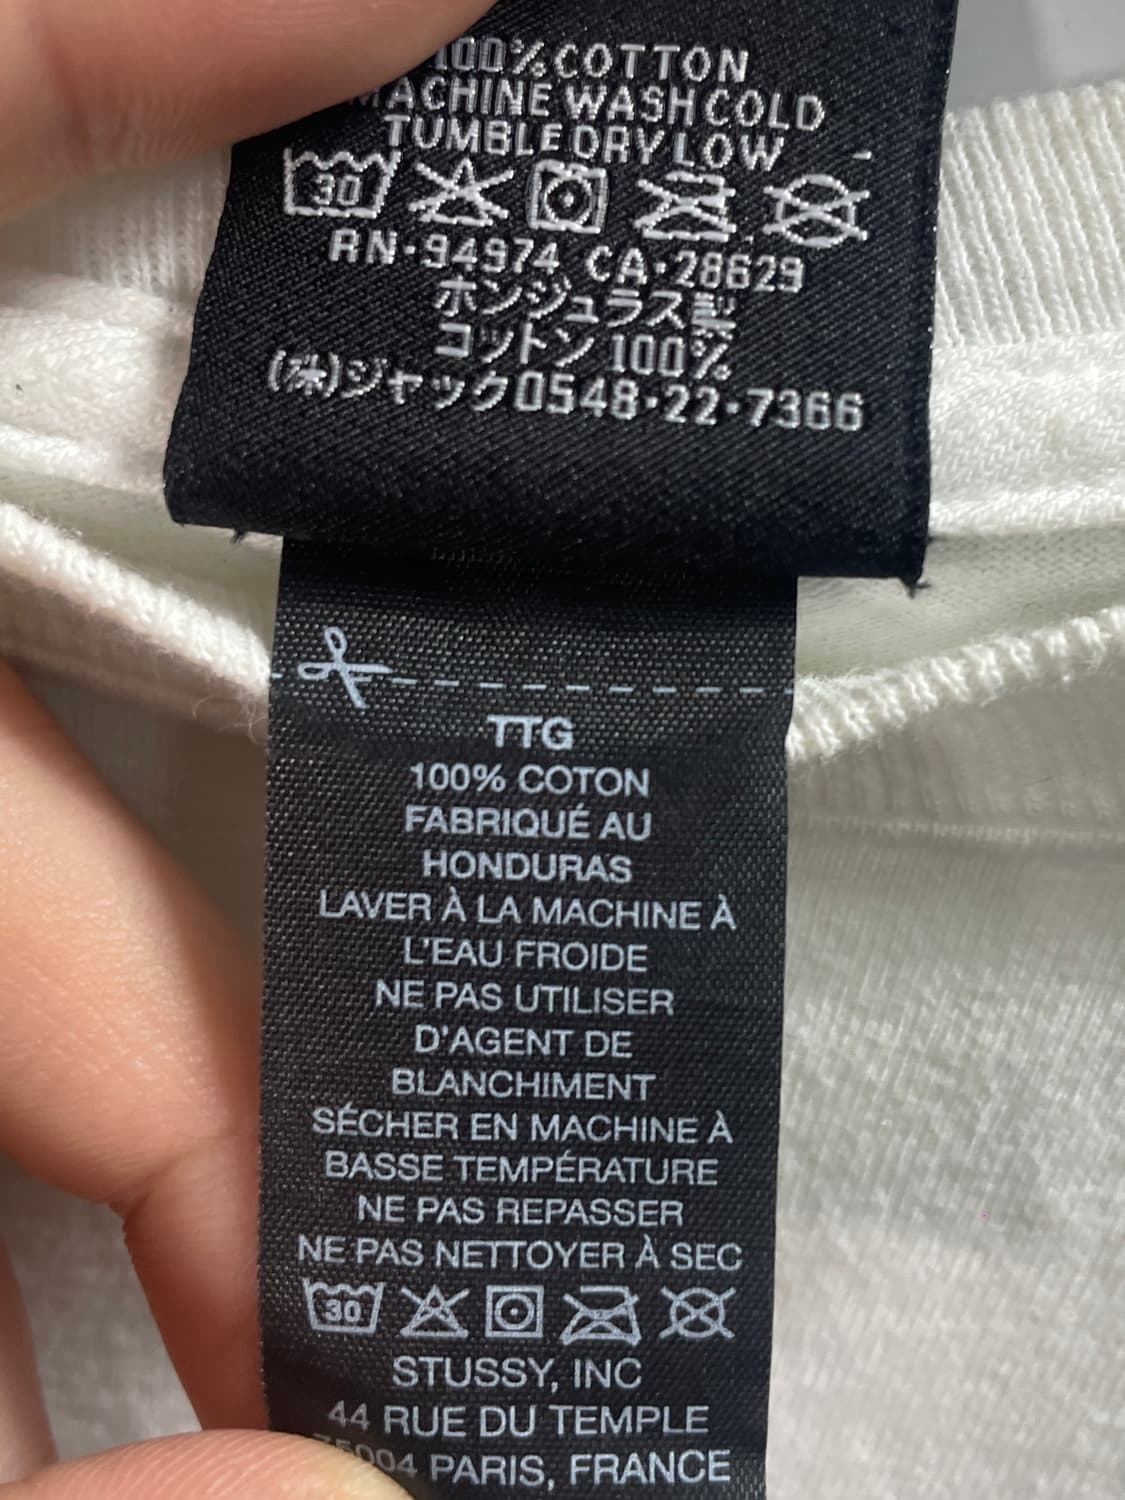 100% COTTON
MACHINE WASH COLD
TUMBLE DRY LOW
30
RN·94974 CA·28629
ホンジュラス製
コットン 100%
(株)ジャック0548·22·7366
TTG
100% COTON
FABRIQUÉ AU
HONDURAS
LAVER À LA MACHINE À
L'EAU FROIDE
NE PAS UTILISER
D'AGENT DE
BLANCHIMENT
SÉCHER EN MACHINE À
BASSE TEMPÉRATURE
NE PAS REPASSER
NE PAS NETTOYER À SEC
30
STUSSY, INC
44 RUE DU TEMPLE
75004 PARIS, FRANCE